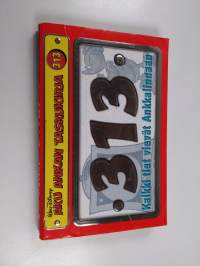 Walt Disney
AKU ANKAN TASKUKIRJA
313
313
Kaikki tiet vievät Ankkalinnaan